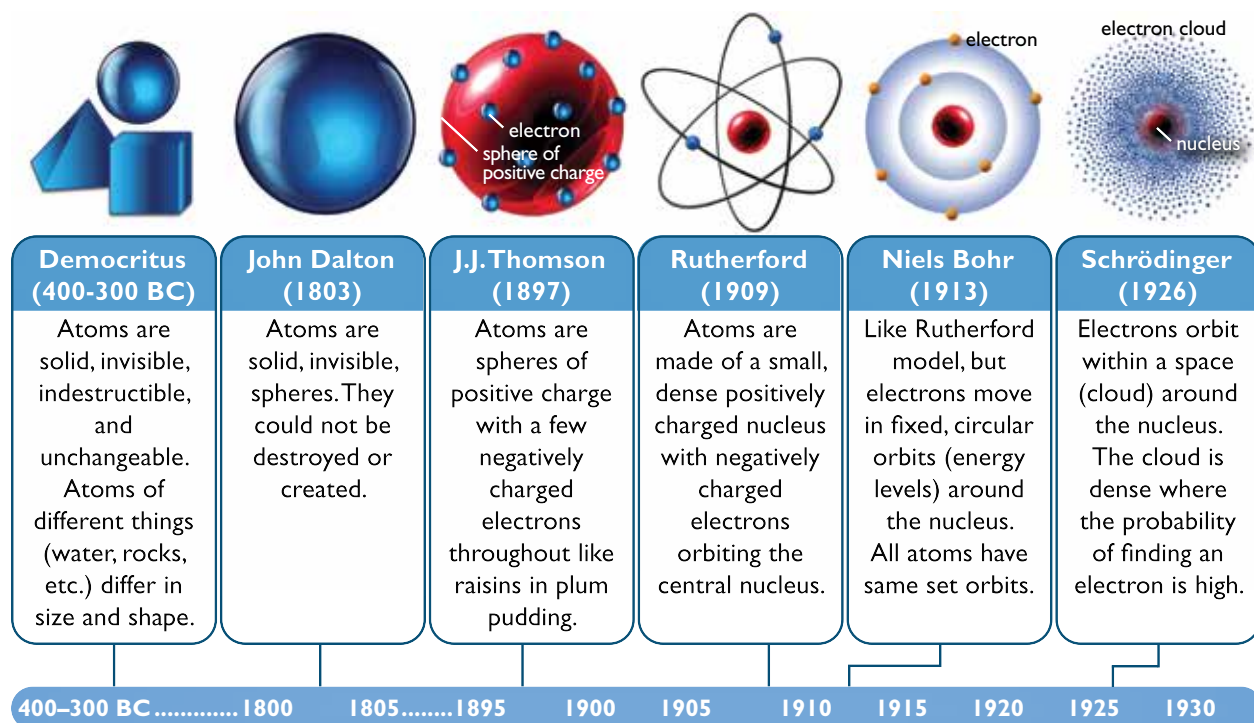 electron
sphere of
positive charge
electron
electron cloud
nucleus
Democritus
(400-300 BC)
Atoms are
solid, invisible,
indestructible,
and
unchangeable.
Atoms of
different things
(water, rocks,
etc.) differ in
size and shape.
John Dalton
(1803)
Atoms are
solid, invisible,
spheres. They
could not be
destroyed or
created.
J.J. Thomson
(1897)
Atoms are
spheres of
positive charge
with a few
negatively
charged
electrons
throughout like
raisins in plum
pudding.
Rutherford
(1909)
Atoms are
made of a small,
dense positively
charged nucleus
with negatively
charged
electrons
orbiting the
central nucleus.
Niels Bohr
(1913)
Like Rutherford
model, but
electrons move
in fixed, circular
orbits (energy
levels) around
the nucleus.
All atoms have
same set orbits.
Schrödinger
(1926)
Electrons orbit
within a space
(cloud) around
the nucleus.
The cloud is
dense where
the probability
of finding an
electron is high.
400–300 BC.............1800 1805........1895 1900 1905 1910 1915 1920 1925 1930